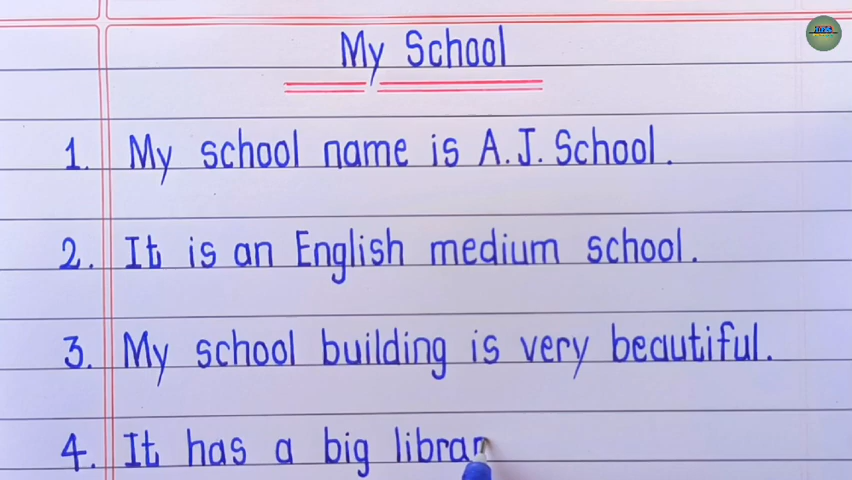 My School
1. My school name is A.J. School.
2. It is an English medium school.
3. My school building is very beautiful.
4. It has a big librar